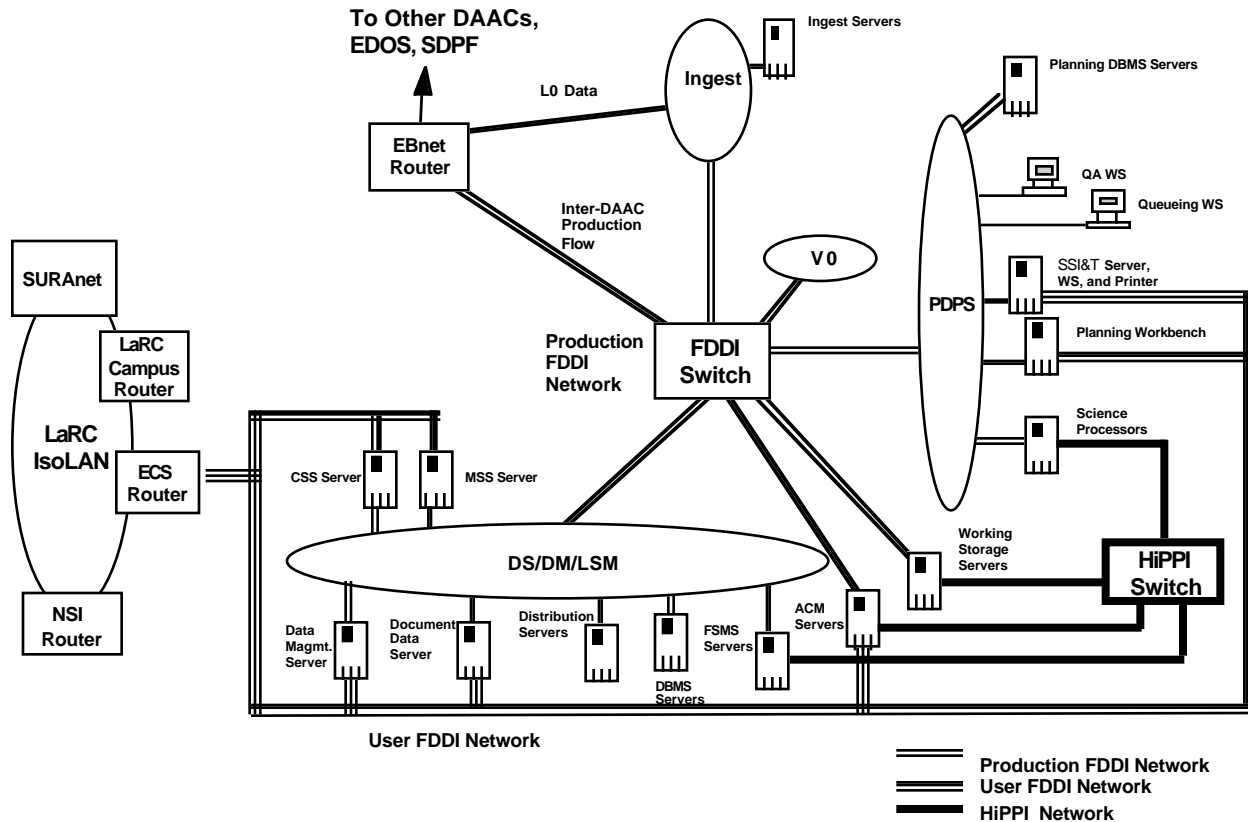 To Other DAACs,
EDOS, SDPF
Ingest Servers
Ingest
Planning DBMS Servers
L0 Data
EBnet
Router
QA WS
Queueing WS
Inter-DAAC
Production
Flow
V 0
SURAnet
SSI&T Server,
WS, and Printer
PDPS
LaRC
Campus
Router
Production
FDDI
Network
FDDI
Switch
Planning Workbench
Science
Processors
LaRC
IsoLAN
ECS
Router
CSS Server
MSS Server
Working
Storage
Servers
DS/DM/LSM
HiPPI
Switch
NSI
Router
Data
Magmt.
Server
Document
Data
Server
Distribution
Servers
DBMS
Servers
FSMS
Servers
ACM
Servers
User FDDI Network
Production FDDI Network
User FDDI Network
HiPPI Network